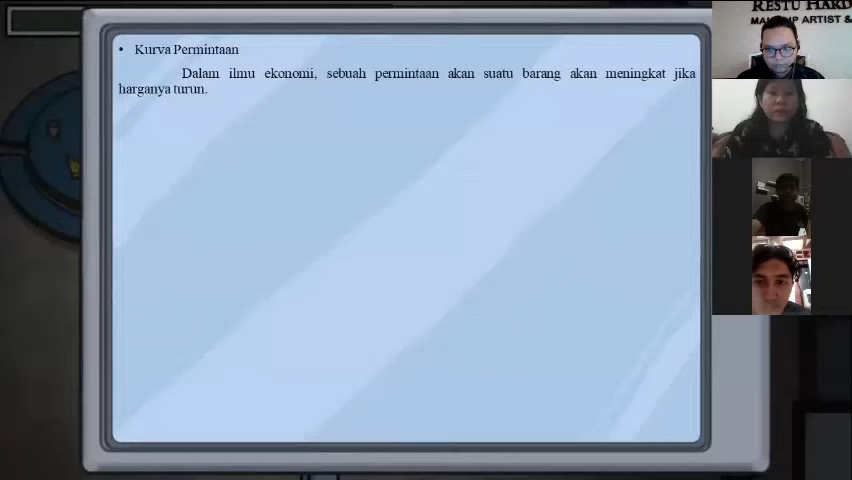 • Kurva Permintaan
Dalam ilmu ekonomi, sebuah permintaan akan suatu barang akan meningkat jika
harganya turun.
RESTU HARD
MAKEUP ARTIST &